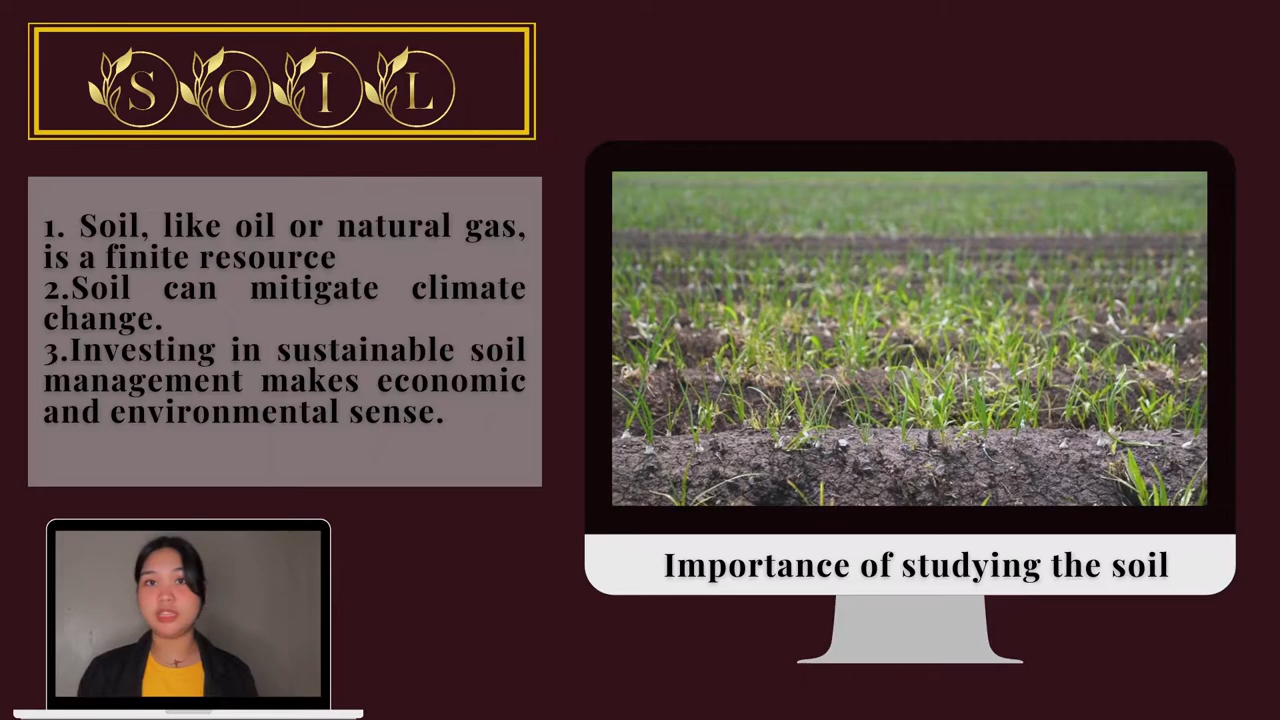 SOIL
1. Soil, like oil or natural gas,
is a finite resource
2.Soil can mitigate climate
change.
3.Investing in sustainable soil
management makes economic
and environmental sense.
Importance of studying the soil